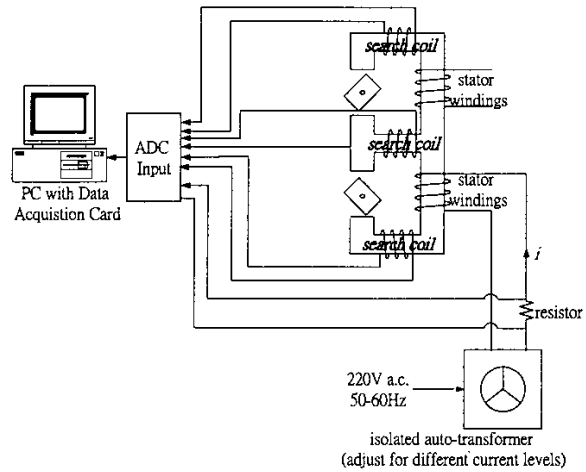 search coil
stator
windings
ADC
Input
search coil
PC with Data
Acquistion Card
stator
windings
search coil
i
resistor
220V a.c.
50-60Hz
isolated auto-transformer
(adjust for different current levels)